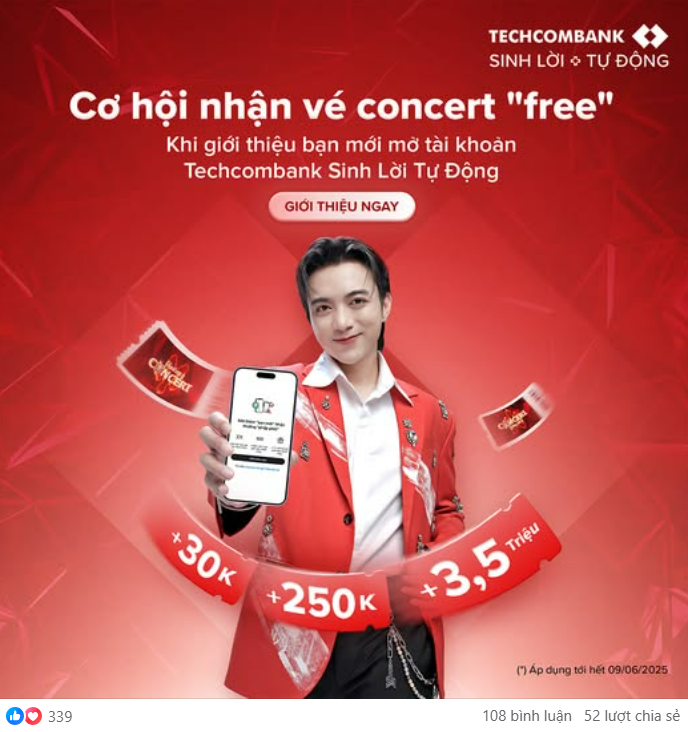 TECHCOMBANK
SINH LỜI TỰ ĐỘNG
Cơ hội nhận vé concert "free"
Khi giới thiệu bạn mới mở tài khoản
Techcombank Sinh Lời Tự Động
GIỚI THIỆU NGAY
CONCERT
CONCERT
+30K
+250K
+3,5 Triệu
(*) Áp dụng tới hết 09/06/2025
339
108 bình luận 52 lượt chia sẻ